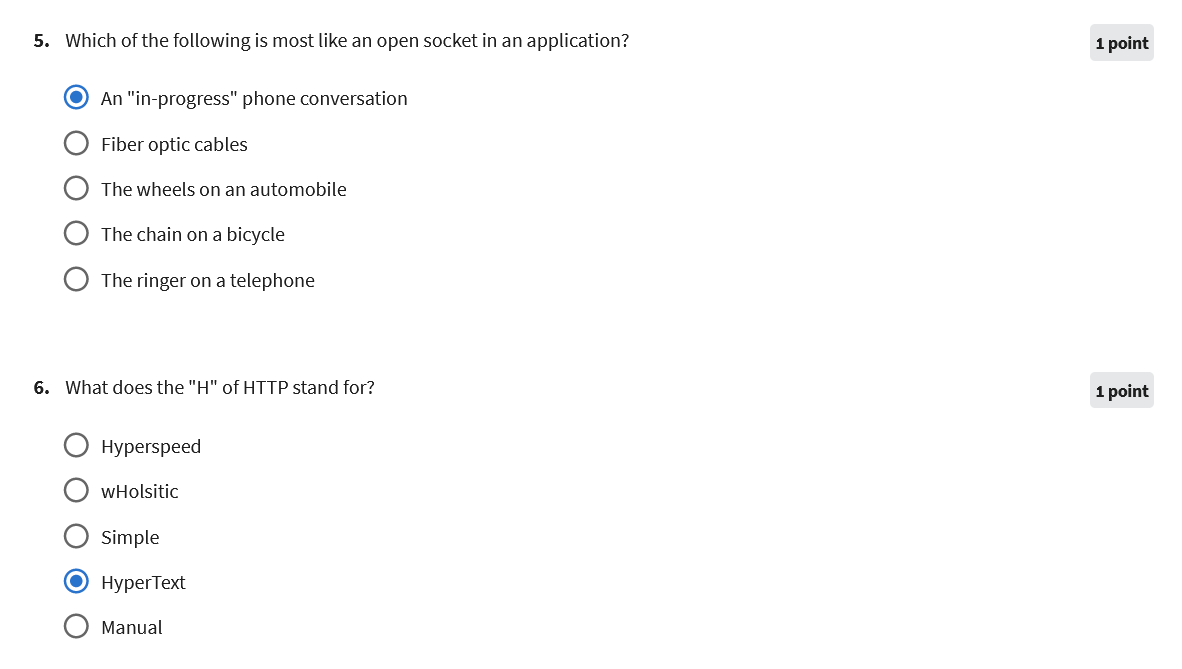 5. Which of the following is most like an open socket in an application?
1 point
An "in-progress" phone conversation
Fiber optic cables
The wheels on an automobile
The chain on a bicycle
The ringer on a telephone
6. What does the "H" of HTTP stand for?
1 point
Hyperspeed
wHolsitic
Simple
HyperText
Manual